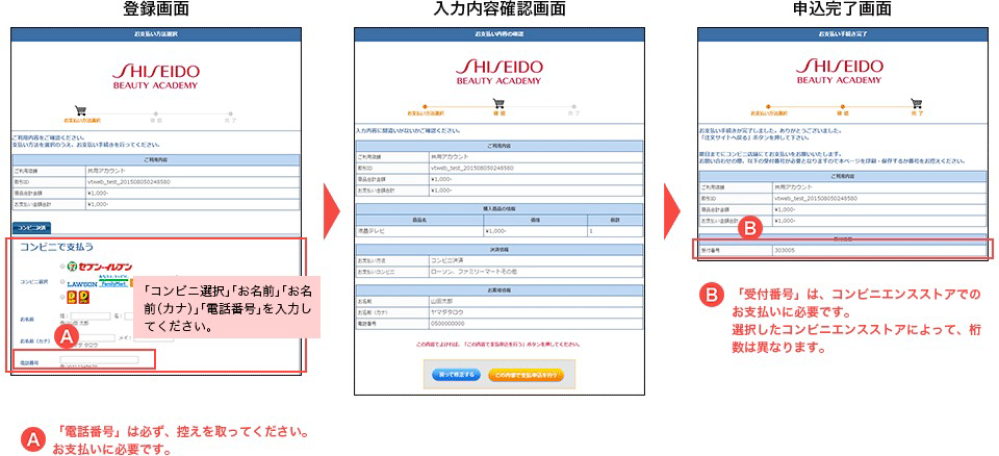 登録画面
お支払い方法選択
SHISEIDO
BEAUTY ACADEMY
お支払い方法選択
確 認
完 了
ご利用内容をご確認ください。
支払い方法を選択のうえ、お支払い手続きを行ってください。
ご利用内容
ご利用店舗 共用アカウント
取引ID vtweb_test_201508050248580
商品合計金額 ¥1,000-
お支払い金額合計 ¥1,000-
コンビニ決済
コンビニで支払う
コンビニ選択
セブン-イレブン
LAWSON FamilyMart
お名前
姓: 名:
太郎
お名前(カナ)
メイ:
タロウ
電話番号
「コンビニ選択」「お名前」「お名
前(カナ)」「電話番号」を入力し
てください。
A
A
「電話番号」は必ず、控えを取ってください。
お支払いに必要です。
入力内容確認画面
お支払い内容の確認
SHISEIDO
BEAUTY ACADEMY
お支払い方法選択
確 認
完 了
入力内容に間違いがないかご確認ください。
ご利用内容
ご利用店舗 共用アカウント
取引ID vtweb_test_201508050248580
商品合計金額 ¥1,000-
お支払い金額合計 ¥1,000-
購入商品の情報
商品名 価格 個数
液晶テレビ ¥1,000- 1
決済情報
お支払い方法 コンビニ決済
お支払いコンビニ ローソン、ファミリーマートその他
お客様情報
お名前 山田太郎
お名前(カナ) ヤマダタロウ
電話番号 0500000000
この内容でよければ、「この内容で支払申込を行う」ボタンを押してください。
戻って修正する
この内容で支払申込を行う
申込完了画面
お支払い手続き完了
SHISEIDO
BEAUTY ACADEMY
お支払い方法選択
確 認
完 了
お支払い手続きが完了しました。ありがとうございました。
「注文サイトへ戻る」ボタンを押して下さい。
期日までにコンビニ店舗にてお支払いをお願いいたします。
お問い合わせの際、以下の受付番号が必要となりますので本ページを印刷・保存するか番号をお控えください。
ご利用内容
ご利用店舗 共用アカウント
取引ID vtweb_test_201508050248580
商品合計金額 ¥1,000-
お支払い金額合計 ¥1,000-
B
受付情報
受付番号 303005
B
「受付番号」は、コンビニエンスストアでの
お支払いに必要です。
選択したコンビニエンスストアによって、桁
数は異なります。